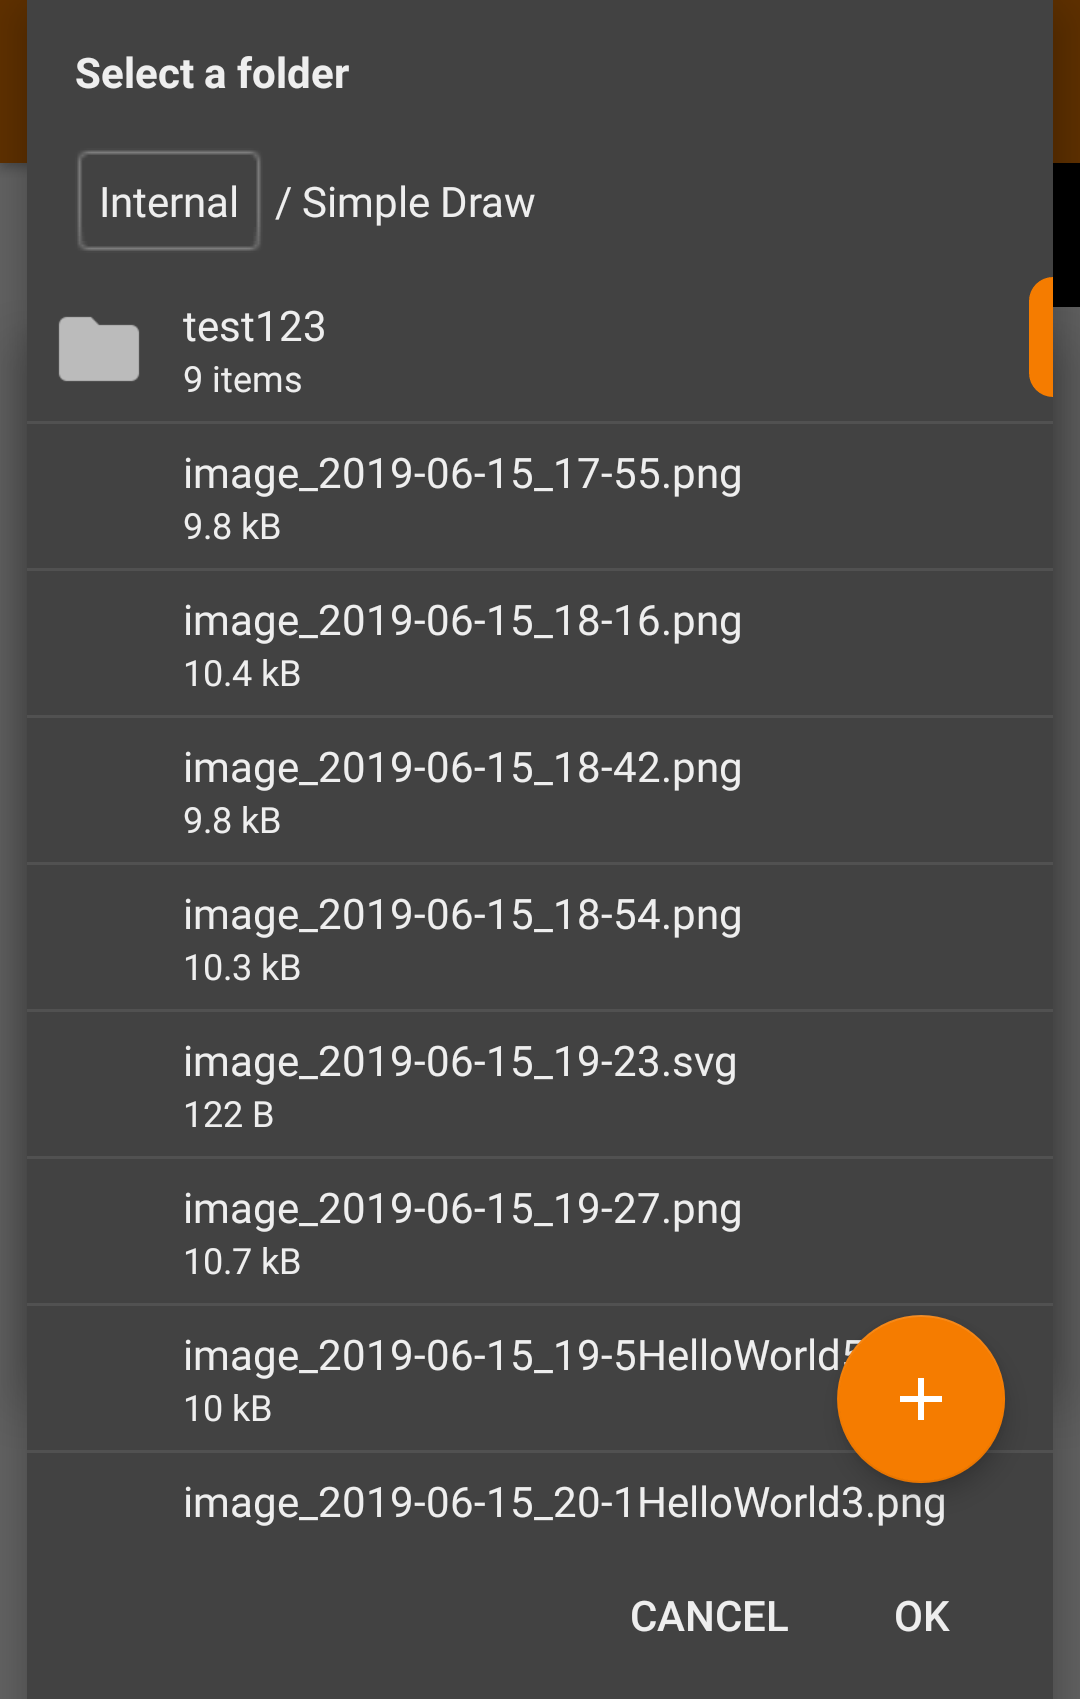 Select a folder
Internal / Simple Draw
test123
9 items
image_2019-06-15_17-55.png
9.8 kB
image_2019-06-15_18-16.png
10.4 kB
image_2019-06-15_18-42.png
9.8 kB
image_2019-06-15_18-54.png
10.3 kB
image_2019-06-15_19-23.svg
122 B
image_2019-06-15_19-27.png
10.7 kB
image_2019-06-15_19-5HelloWorld
10 kB
image_2019-06-15_20-1HelloWorld3.png
CANCEL OK